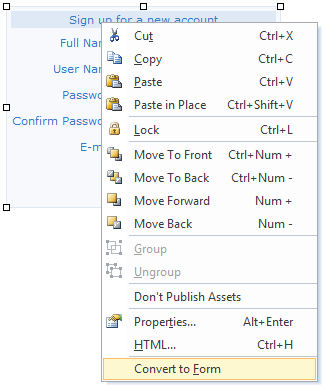 Sign up for a new account
Full Nam
User Nam
Passwo
Confirm Passwo
E-m
Cut Ctrl+X
Copy Ctrl+C
Paste Ctrl+V
Paste in Place Ctrl+Shift+V
Lock Ctrl+L
Move To Front Ctrl+Num +
Move To Back Ctrl+Num -
Move Forward Num +
Move Back Num -
Group
Ungroup
Don't Publish Assets
Properties... Alt+Enter
HTML... Ctrl+H
Convert to Form